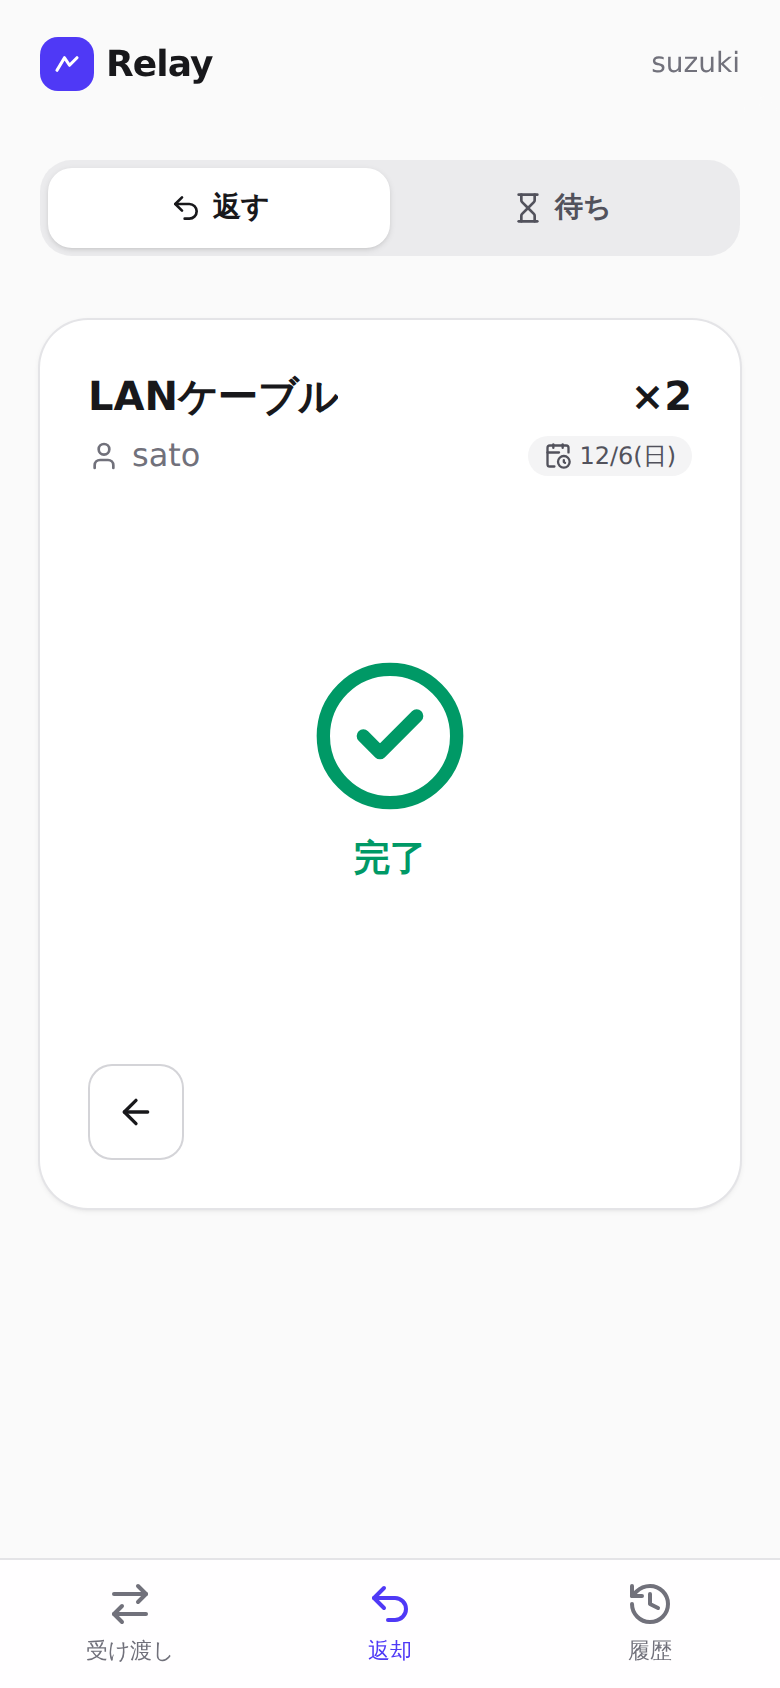 Relay
suzuki
返す
待ち
LANケーブル
×2
sato
12/6(日)
完了
受け渡し
返却
履歴